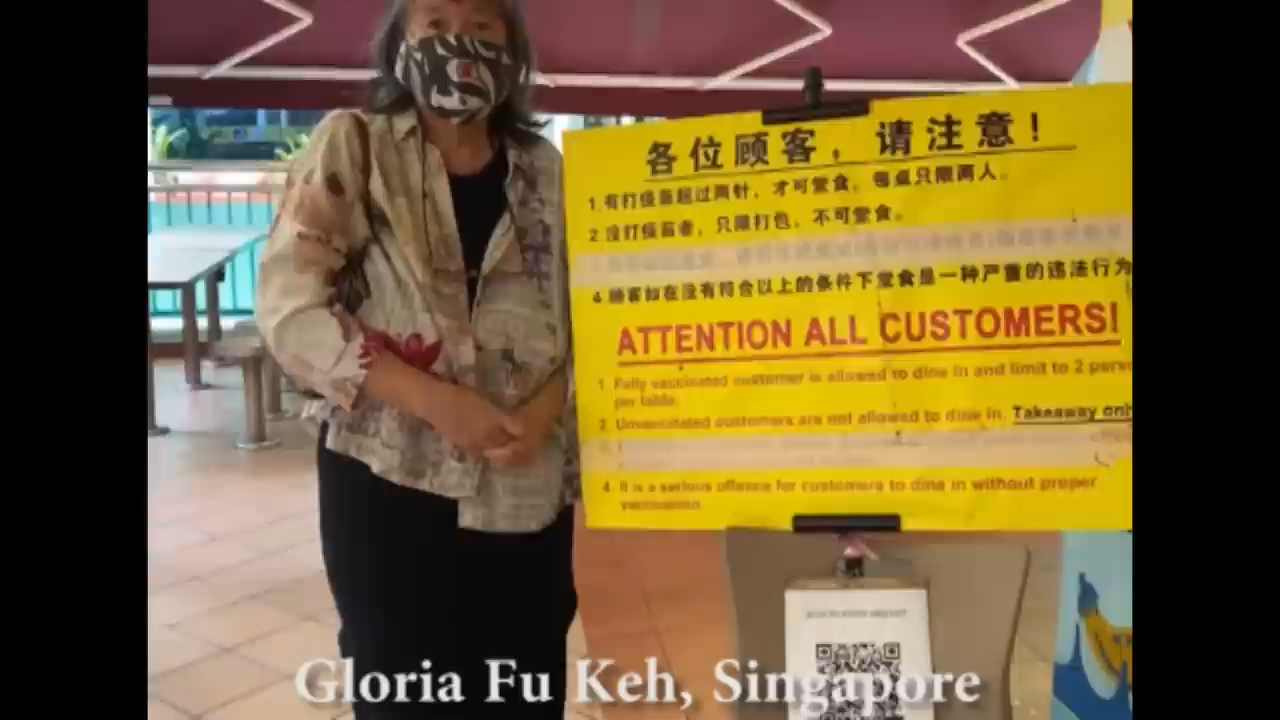 各位顾客，请注意！
1.有打疫苗超过两针，才可堂食。每桌只限两人。
2.没打疫苗者，只限打包，不可堂食。
4.顾客如在没有符合以上的条件下堂食是一种严重的违法行为
ATTENTION ALL CUSTOMERS!
1. Fully vaccinated customer is allowed to dine in and limit to 2 perso
per table.
2. Unvaccinated customers are not allowed to dine in. Takeaway onl
4. It is a serious offence for customers to dine in without proper
vaccination
Gloria Fu Keh, Singapore